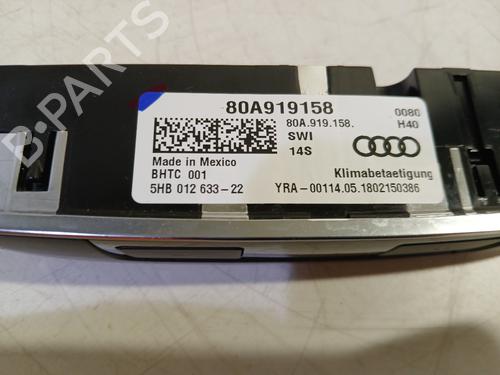 80A919158
0080
80A.919.158.
H40
SWI
14S
Made in Mexico
BHTC 001
Klimabetaetigung
5HB 012 633-22
YRA-00114.05.1802150386
B-PARTS